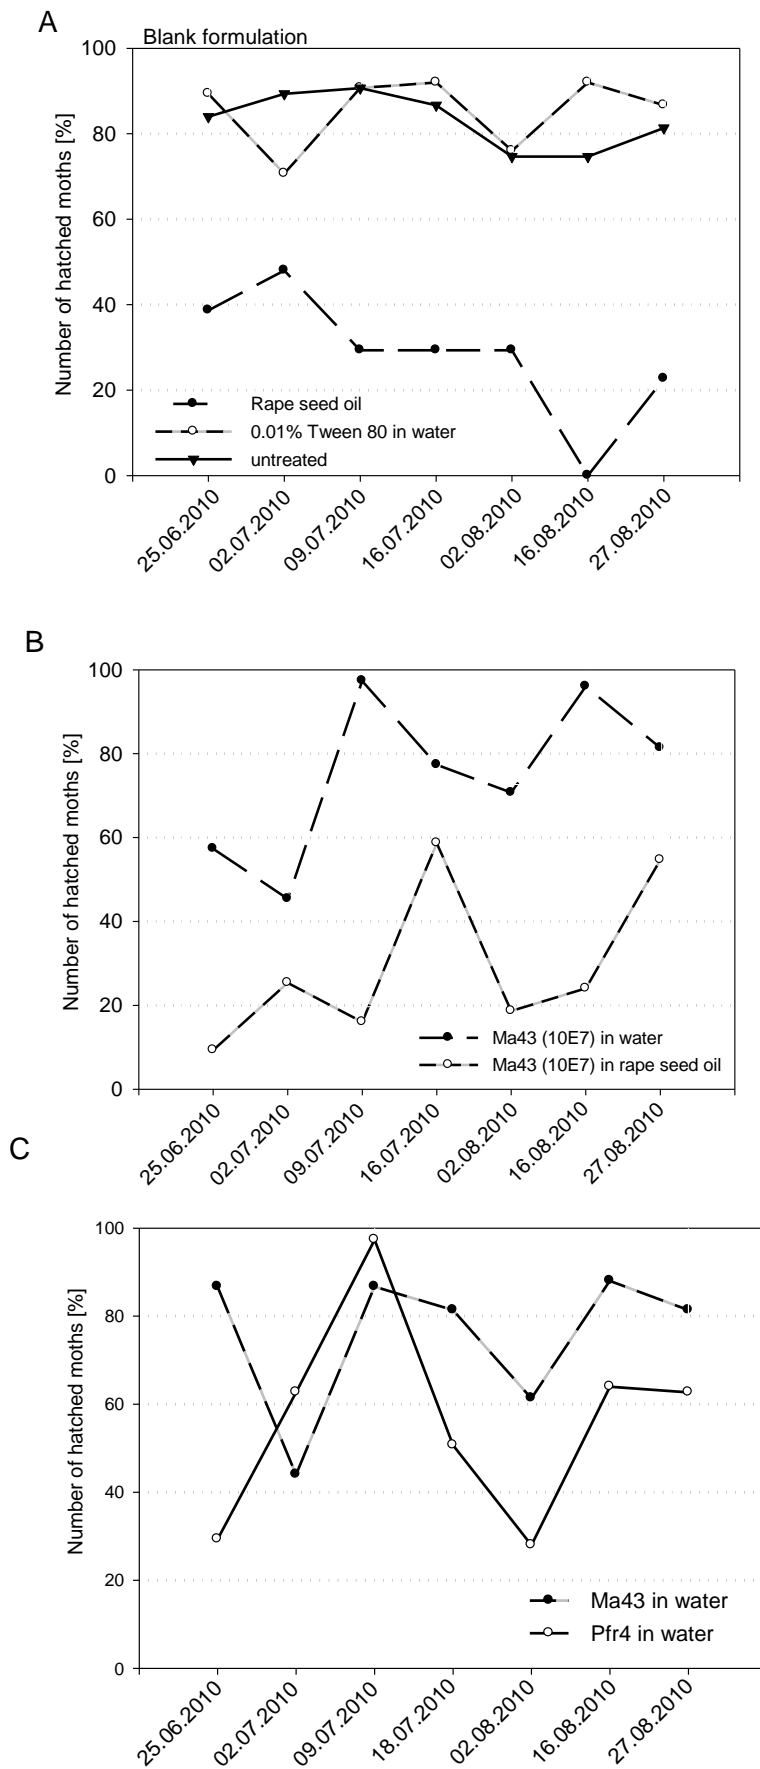 A
Blank formulation
Number of hatched moths [%]
100
80
60
40
20
0
Rape seed oil
0.01% Tween 80 in water
untreated
25.06.2010
02.07.2010
09.07.2010
16.07.2010
02.08.2010
16.08.2010
27.08.2010
B
Number of hatched moths [%]
100
80
60
40
20
0
Ma43 (10E7) in water
Ma43 (10E7) in rape seed oil
25.06.2010
02.07.2010
09.07.2010
16.07.2010
02.08.2010
16.08.2010
27.08.2010
C
Number of hatched moths [%]
100
80
60
40
20
0
Ma43 in water
Pfr4 in water
25.06.2010
02.07.2010
09.07.2010
18.07.2010
02.08.2010
16.08.2010
27.08.2010